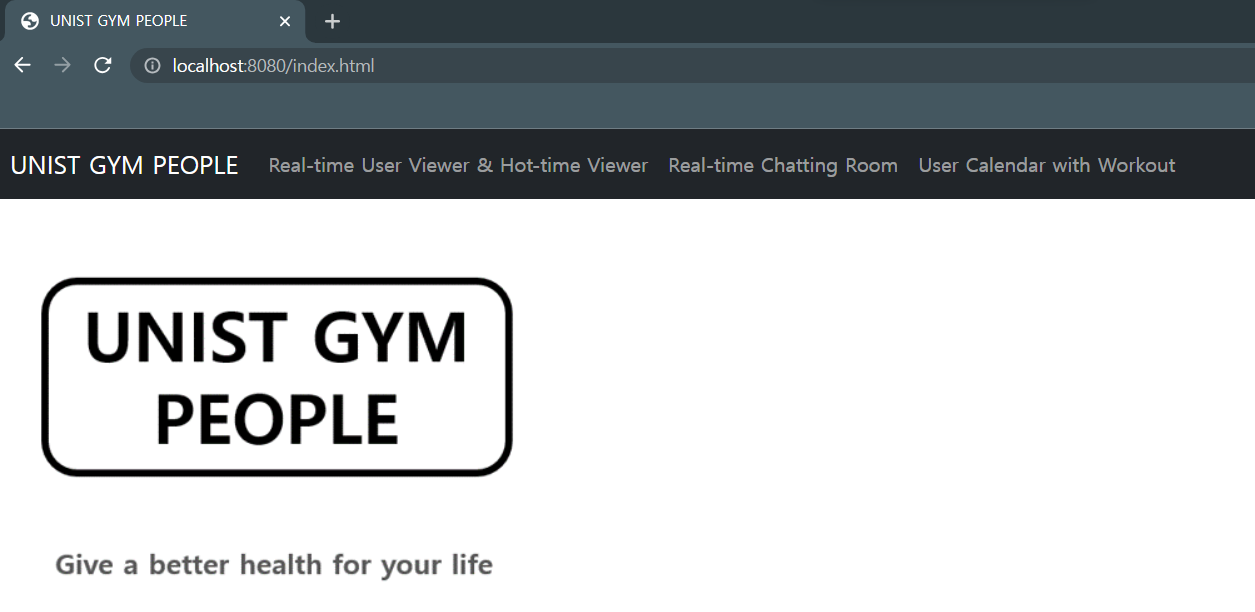 UNIST GYM PEOPLE
localhost:8080/index.html
UNIST GYM PEOPLE Real-time User Viewer & Hot-time Viewer Real-time Chatting Room User Calendar with Workout
UNIST GYM
PEOPLE
Give a better health for your life